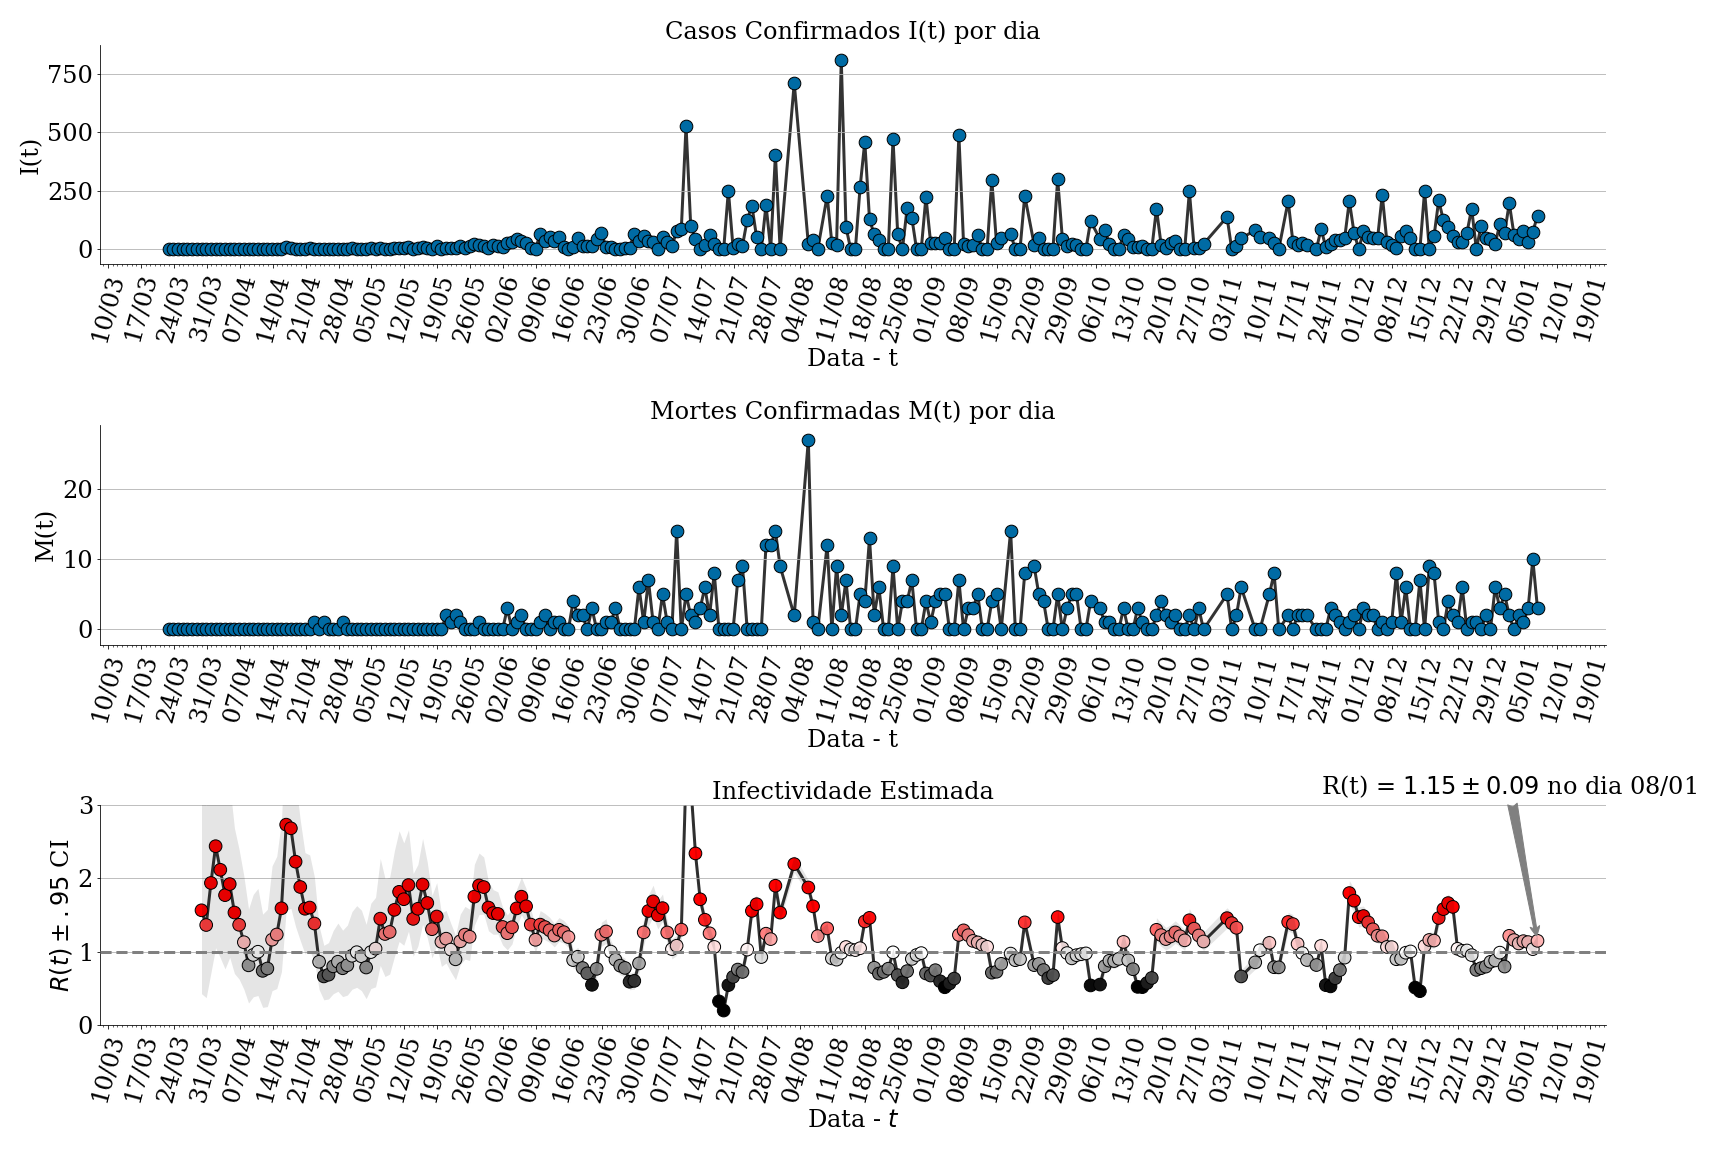 Casos Confirmados I(t) por dia
I(t)
750
500
250
0
10/03 17/03 24/03 31/03 07/04 14/04 21/04 28/04 05/05 12/05 19/05 26/05 02/06 09/06 16/06 23/06 30/06 07/07 14/07 21/07 28/07 04/08 11/08 18/08 25/08 01/09 08/09 15/09 22/09 29/09 06/10 13/10 20/10 27/10 03/11 10/11 17/11 24/11 01/12 08/12 15/12 22/12 29/12 05/01 12/01 19/01
Data - t
Mortes Confirmadas M(t) por dia
M(t)
20
10
0
10/03 17/03 24/03 31/03 07/04 14/04 21/04 28/04 05/05 12/05 19/05 26/05 02/06 09/06 16/06 23/06 30/06 07/07 14/07 21/07 28/07 04/08 11/08 18/08 25/08 01/09 08/09 15/09 22/09 29/09 06/10 13/10 20/10 27/10 03/11 10/11 17/11 24/11 01/12 08/12 15/12 22/12 29/12 05/01 12/01 19/01
Data - t
Infectividade Estimada
R(t) = 1.15 ± 0.09 no dia 08/01
R(t) ± .95 CI
3
2
1
0
10/03 17/03 24/03 31/03 07/04 14/04 21/04 28/04 05/05 12/05 19/05 26/05 02/06 09/06 16/06 23/06 30/06 07/07 14/07 21/07 28/07 04/08 11/08 18/08 25/08 01/09 08/09 15/09 22/09 29/09 06/10 13/10 20/10 27/10 03/11 10/11 17/11 24/11 01/12 08/12 15/12 22/12 29/12 05/01 12/01 19/01
Data - t